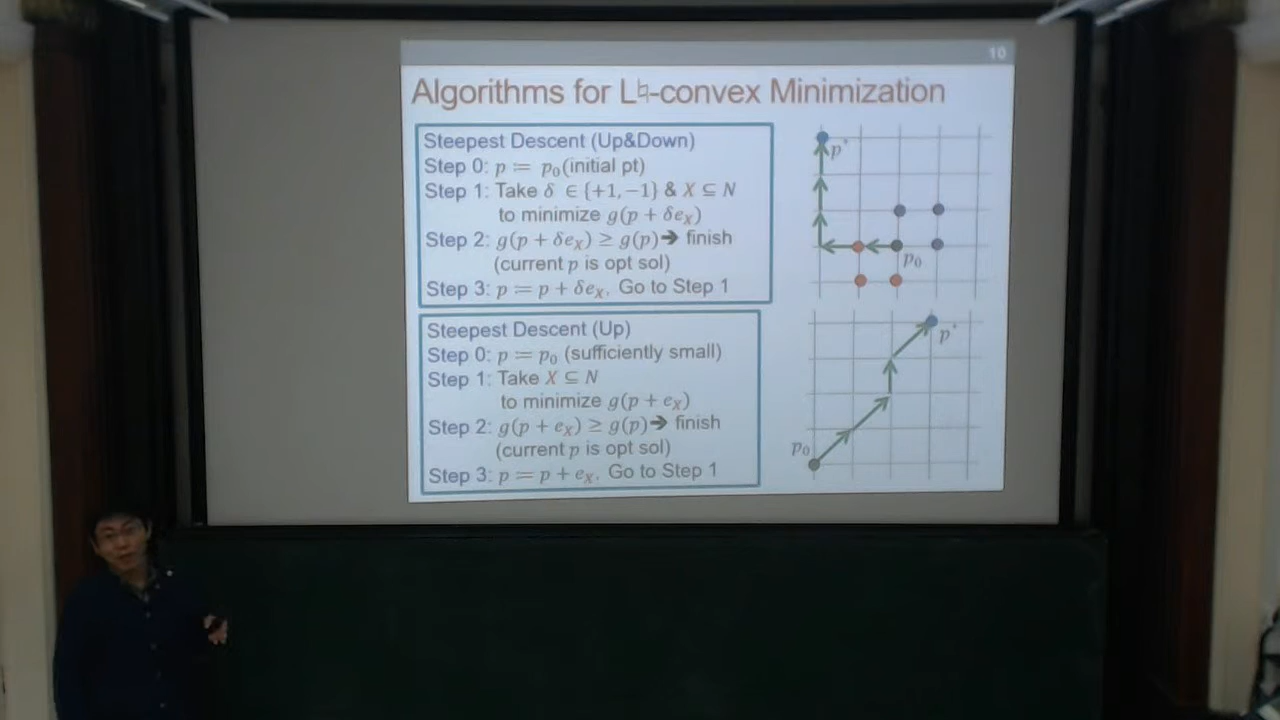 10
Algorithms for L♮-convex Minimization
Steepest Descent (Up&Down)
Step 0: p := p₀(initial pt)
Step 1: Take δ ∈ {+1, −1} & X ⊆ N
to minimize g(p + δe_X)
Step 2: g(p + δe_X) ≥ g(p)➔ finish
(current p is opt sol)
Step 3: p := p + δe_X. Go to Step 1
p*
p₀
Steepest Descent (Up)
Step 0: p := p₀ (sufficiently small)
Step 1: Take X ⊆ N
to minimize g(p + e_X)
Step 2: g(p + e_X) ≥ g(p)➔ finish
(current p is opt sol)
Step 3: p := p + e_X. Go to Step 1
p*
p₀